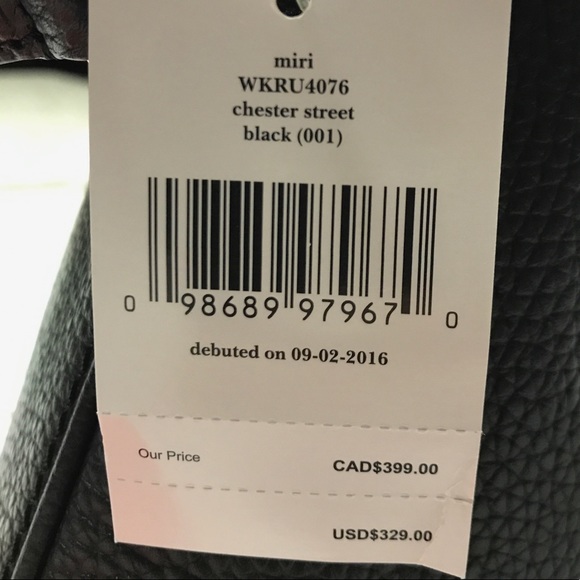 miri
WKRU4076
chester street
black (001)
0 98689 97967 0
debuted on 09-02-2016
Our Price CAD$399.00
USD$329.00